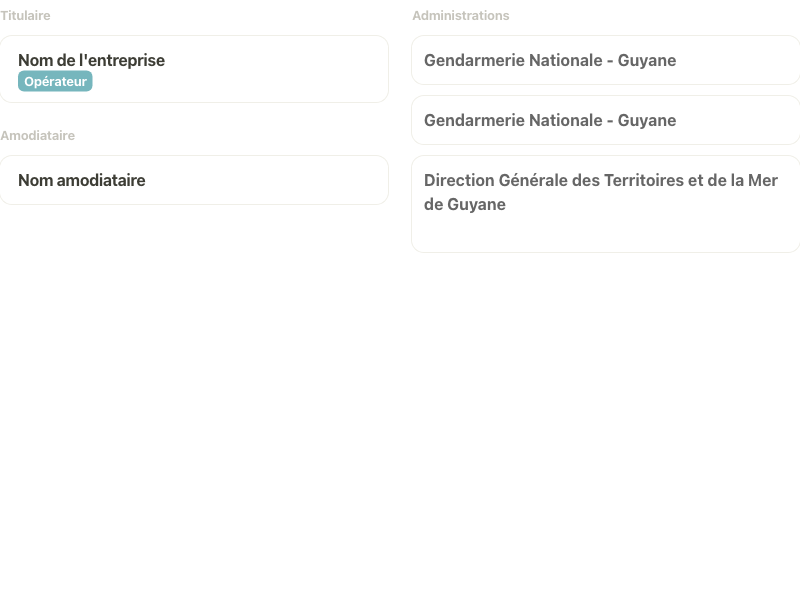 Titulaire
Nom de l'entreprise
Opérateur
Amodiataire
Nom amodiataire
Administrations
Gendarmerie Nationale - Guyane
Gendarmerie Nationale - Guyane
Direction Générale des Territoires et de la Mer
de Guyane